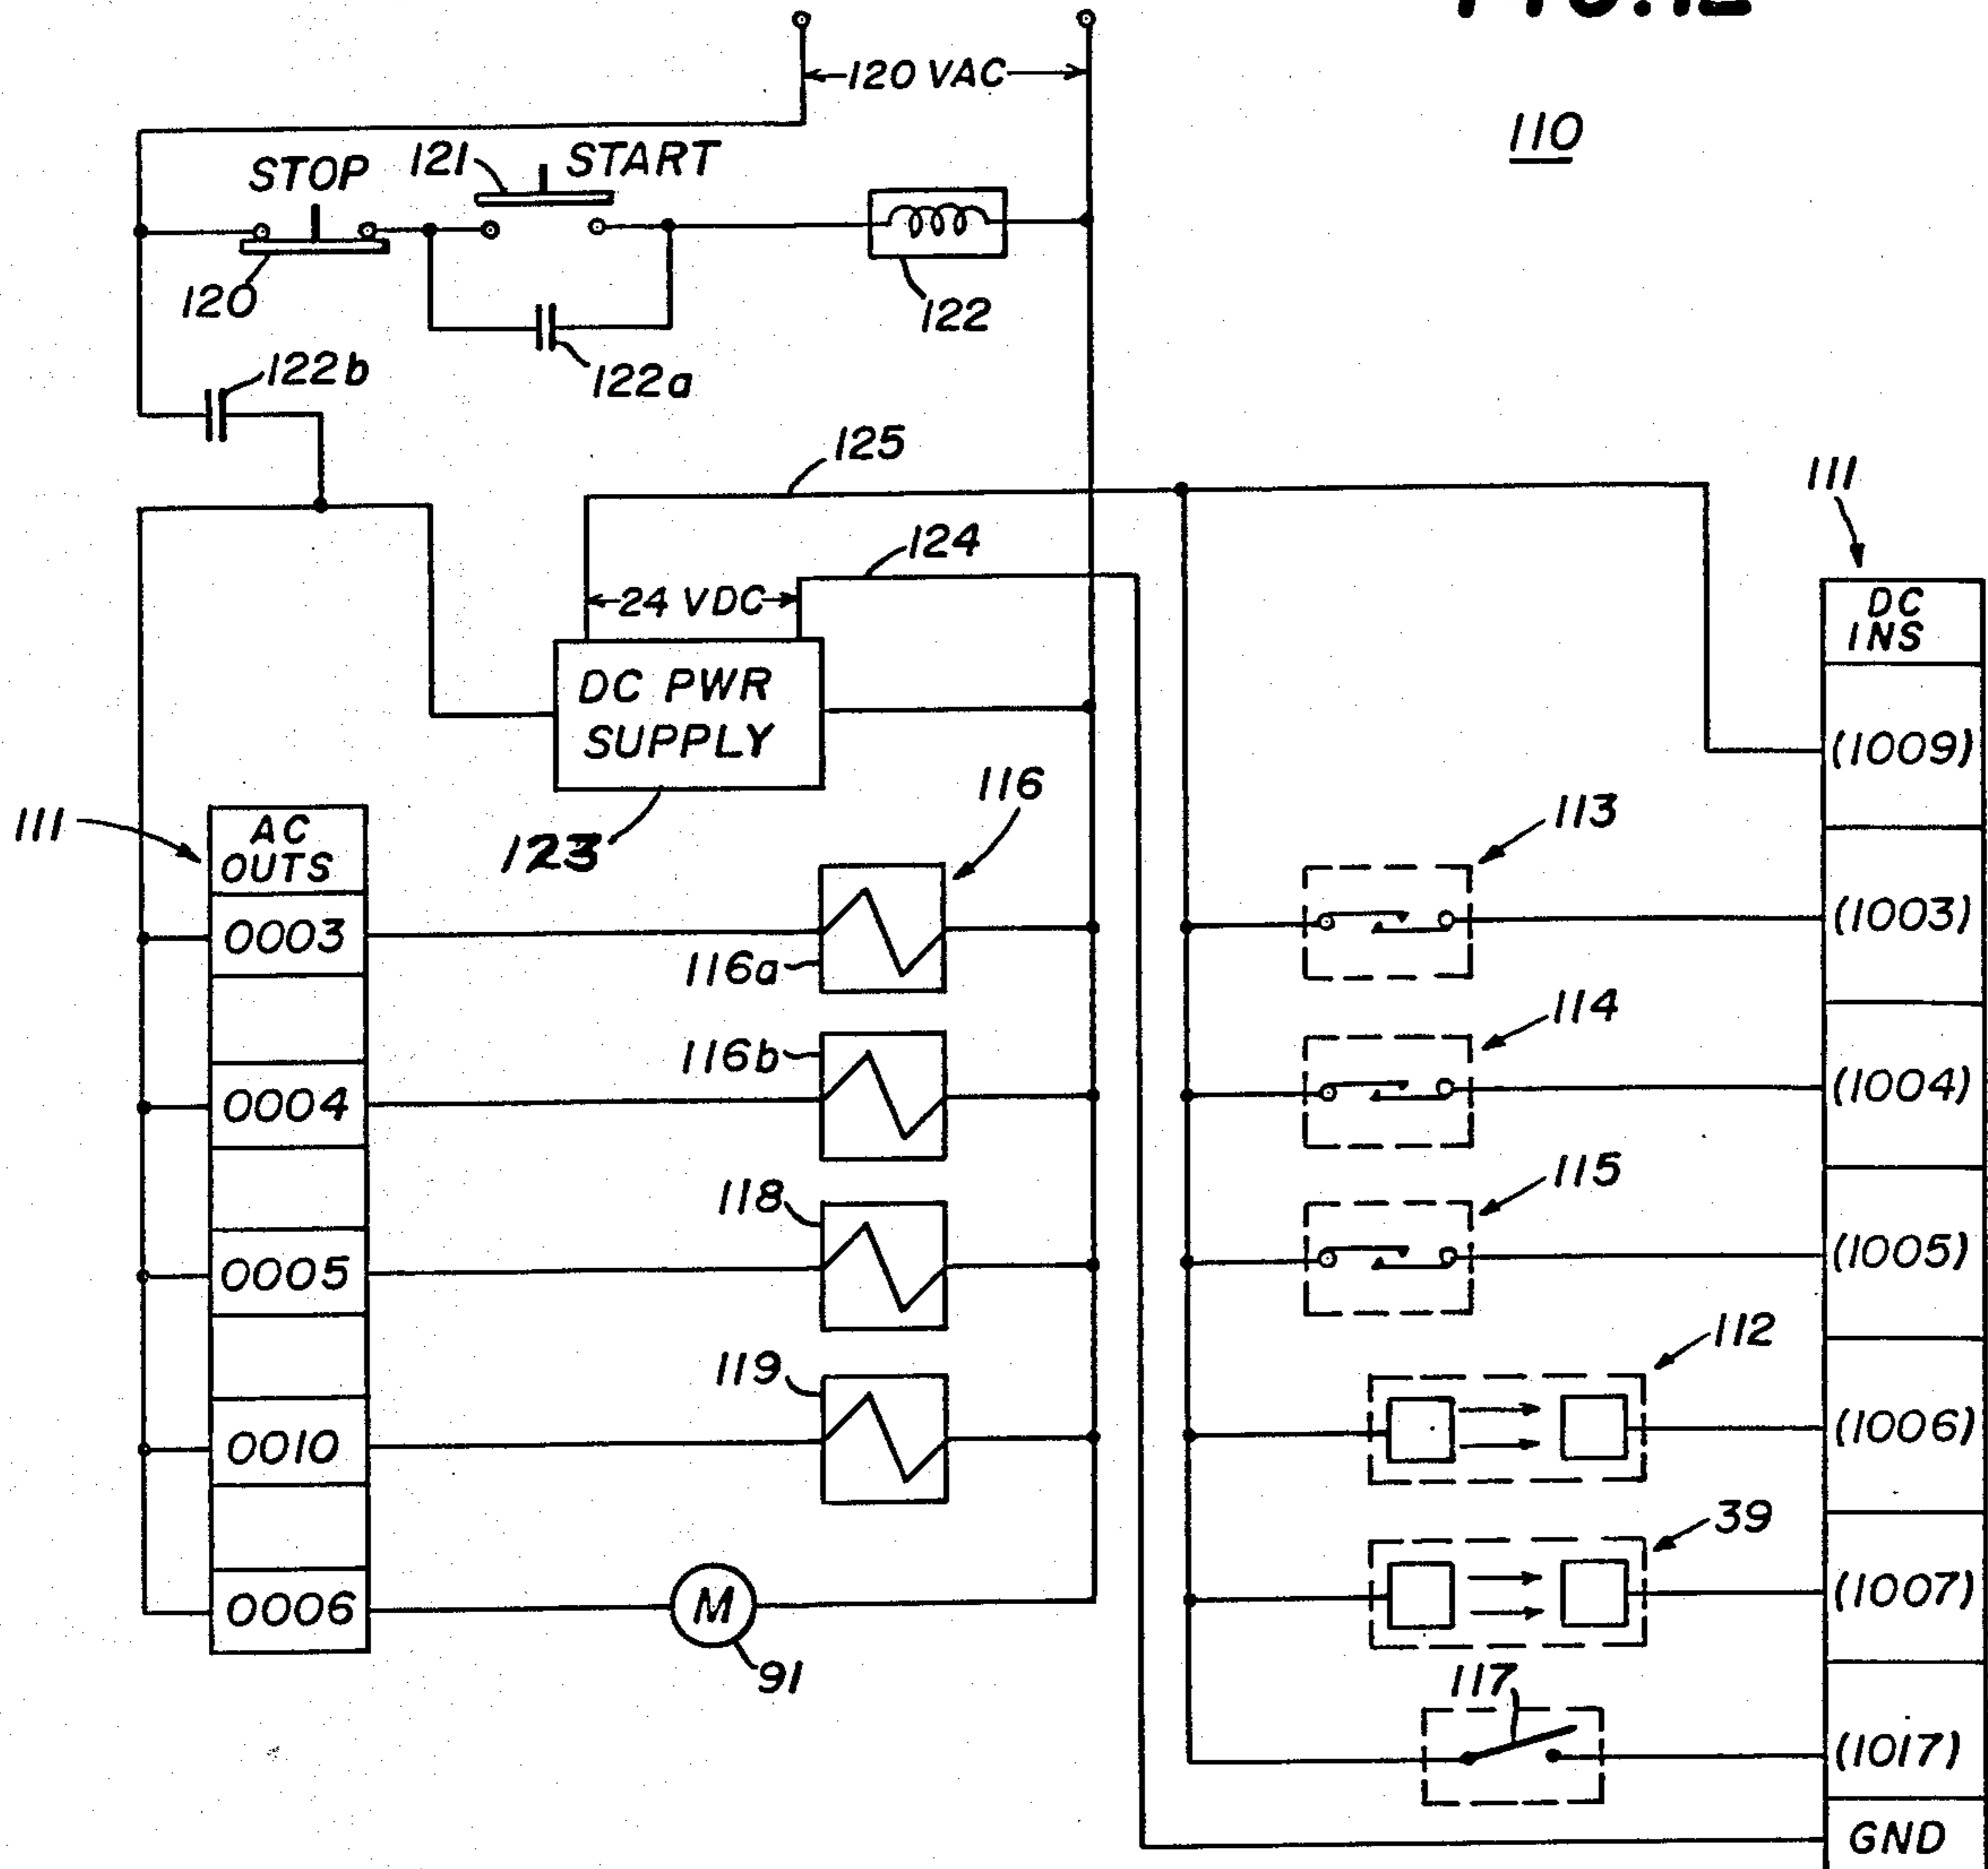 FIG. 12
120 VAC
110
STOP
121
START
120
122
122b
122a
125
111
124
24 VDC
DC
INS
DC PWR
SUPPLY
(1009)
116
113
111
AC
OUTS
123
0003
(1003)
116a
114
116b
0004
(1004)
115
118
0005
(1005)
112
119
0010
(1006)
39
0006
M
(1007)
91
117
(1017)
GND